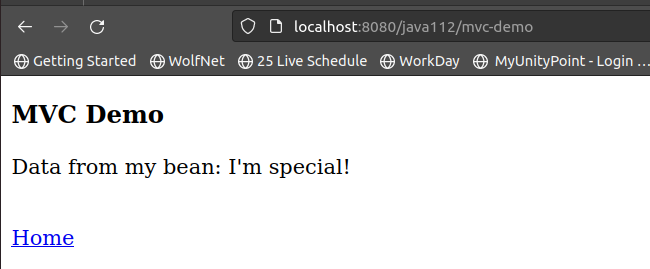 localhost:8080/java112/mvc-demo
Getting Started WolfNet 25 Live Schedule WorkDay MyUnityPoint - Login ...
MVC Demo
Data from my bean: I'm special!
Home